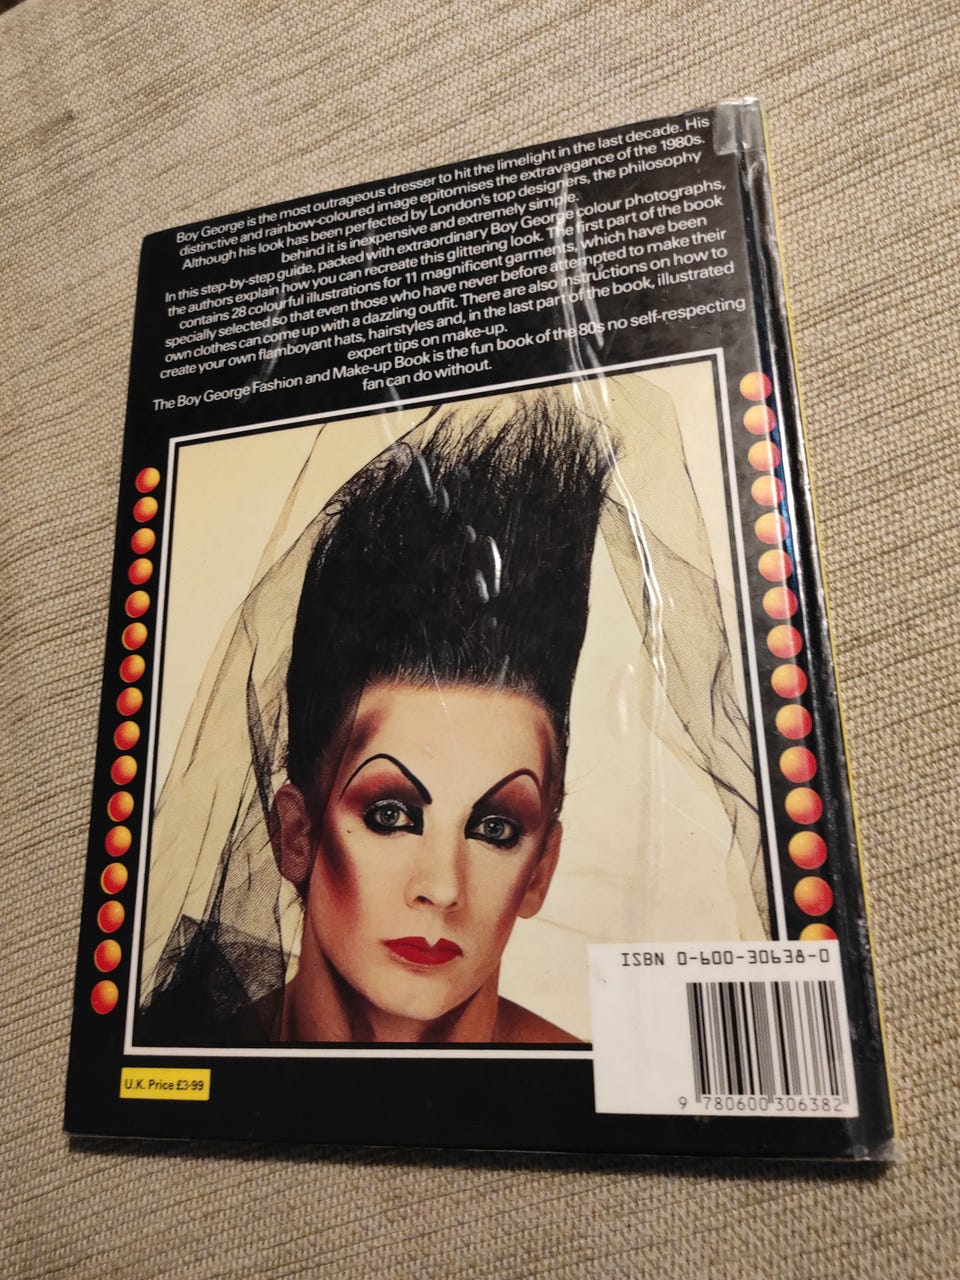 Boy George is the most outrageous dresser to hit the limelight in the last decade. His
distinctive and rainbow-coloured image epitomises the extravagance of the 1980s.
Although his look has been perfected by London's top designers, the philosophy
behind it is inexpensive and extremely simple.
In this step-by-step guide, packed with extraordinary Boy George colour photographs,
the authors explain how you can recreate this glittering look. The first part of the book
contains 28 colourful illustrations for 11 magnificent garments, which have been
specially selected so that even those who have never before attempted to make their
own clothes can come up with a dazzling outfit. There are also instructions on how to
create your own flamboyant hats, hairstyles and, in the last part of the book, illustrated
expert tips on make-up.
The Boy George Fashion and Make-up Book is the fun book of the 80s no self-respecting
fan can do without.
ISBN 0-600-30638-0
9 780600 306382
U.K. Price £3·99